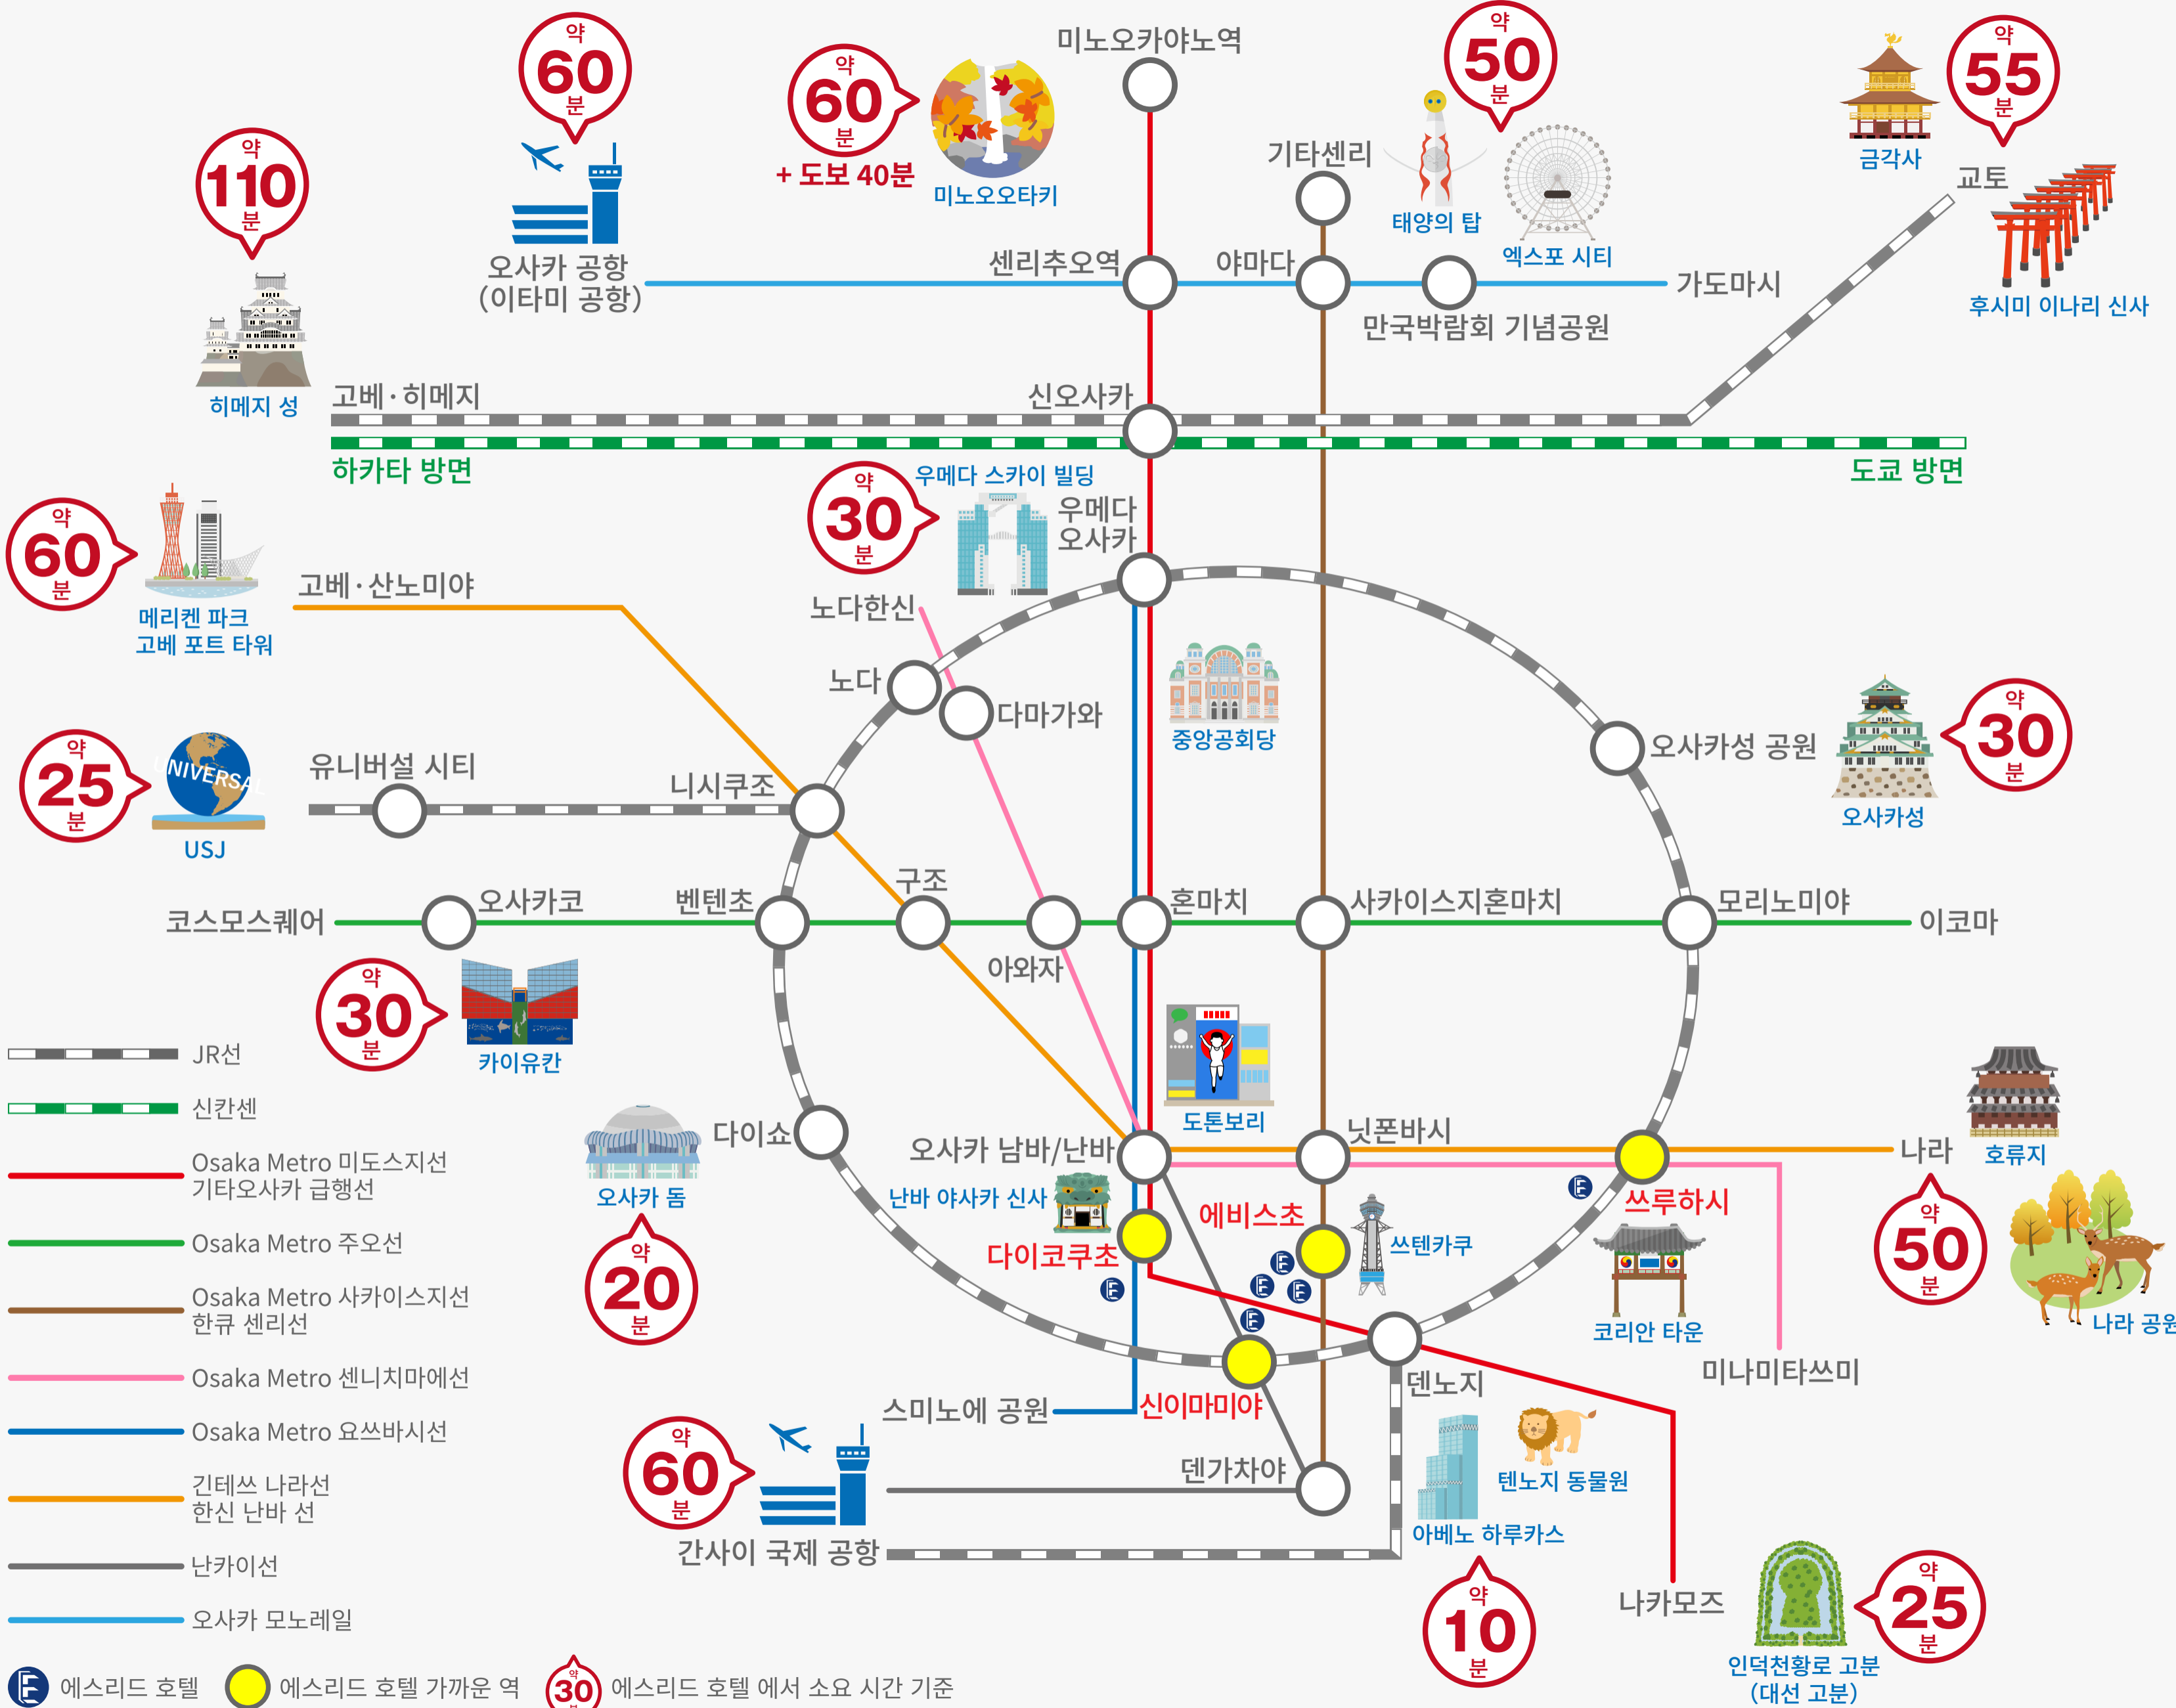 미노오카야노역
약
60
분
약
60
분
+ 도보 40분
미노오오타키
약
50
분
약
55
분
금각사
교토
후시미 이나리 신사
기타센리
태양의 탑
엑스포 시티
약
110
분
히메지 성
오사카 공항
(이타미 공항)
센리추오역
야마다
만국박람회 기념공원
가도마시
고베·히메지
신오사카
하카타 방면
도쿄 방면
약
60
분
메리켄 파크
고베 포트 타워
약
30
분
우메다 스카이 빌딩
우메다
오사카
고베·산노미야
노다한신
노다
다마가와
중앙공회당
오사카성 공원
오사카성
약
30
분
약
25
분
UNIVERSAL
USJ
유니버설 시티
니시쿠조
코스모스퀘어
오사카코
벤텐초
구조
아와자
혼마치
사카이스지혼마치
모리노미야
이코마
약
30
분
카이유칸
도톤보리
오사카 돔
약
20
분
다이쇼
오사카 남바/난바
닛폰바시
쓰루하시
나라
호류지
약
50
분
나라 공원
난바 야사카 신사
다이코쿠초
에비스초
쓰텐카쿠
코리안 타운
미나미타쓰미
스미노에 공원
신이마미야
덴노지
덴가차야
약
60
분
간사이 국제 공항
텐노지 동물원
아베노 하루카스
약
10
분
나카모즈
약
25
분
인덕천황로 고분
(대선 고분)
JR선
신칸센
Osaka Metro 미도스지선
기타오사카 급행선
Osaka Metro 주오선
Osaka Metro 사카이스지선
한큐 센리선
Osaka Metro 센니치마에선
Osaka Metro 요쓰바시선
긴테쓰 나라선
한신 난바 선
난카이선
오사카 모노레일
E 에스리드 호텔
에스리드 호텔 가까운 역
약
30
에스리드 호텔 에서 소요 시간 기준